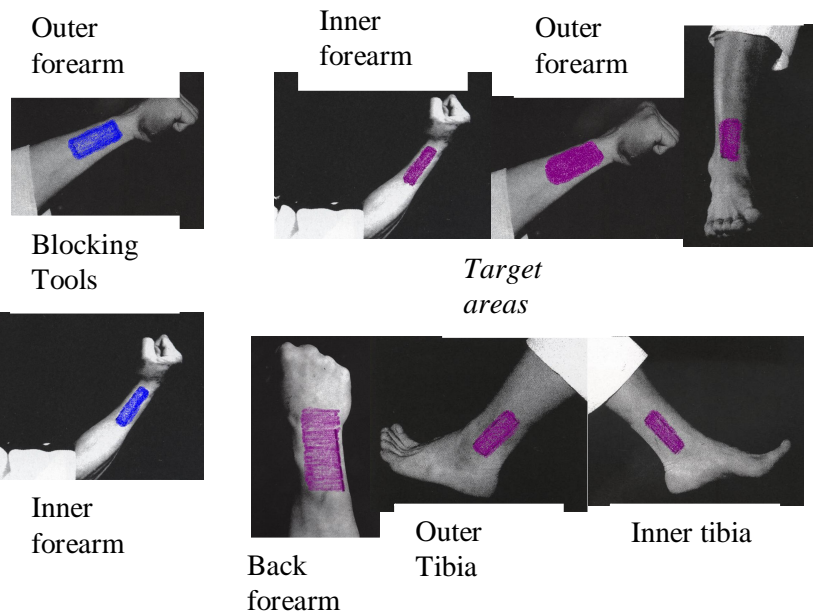 Outer
forearm
Inner
forearm
Outer
forearm
Blocking
Tools
Target
areas
Inner
forearm
Back
forearm
Outer
Tibia
Inner tibia